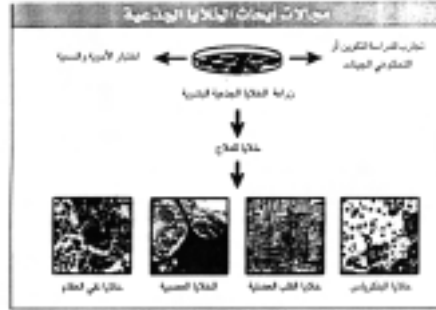 مجالات أبحاث الخلايا الجذعية
تجارب لدراسة التكوين أو
التحكم في الجينات
اختبار الأدوية والسمية
زراعة الخلايا الجذعية البشرية
خلايا للعلاج
خلايا البنكرياس
خلايا القلب العضلية
الخلايا العصبية
خلايا نخاع العظام